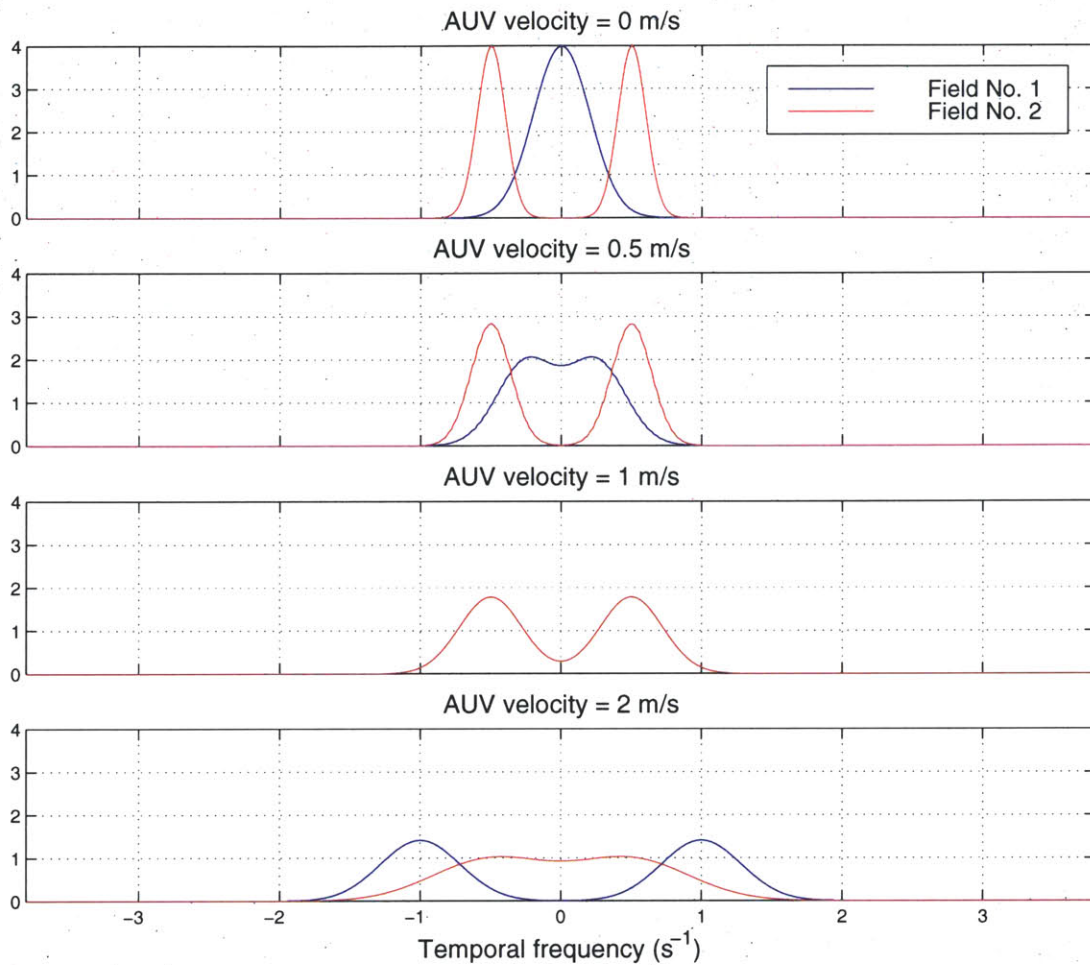 AUV velocity = 0 m/s
4
3
2
1
0
Field No. 1
Field No. 2
AUV velocity = 0.5 m/s
4
3
2
1
0
AUV velocity = 1 m/s
4
3
2
1
0
AUV velocity = 2 m/s
4
3
2
1
0
−3 −2 −1 0 1 2 3
Temporal frequency (s⁻¹)